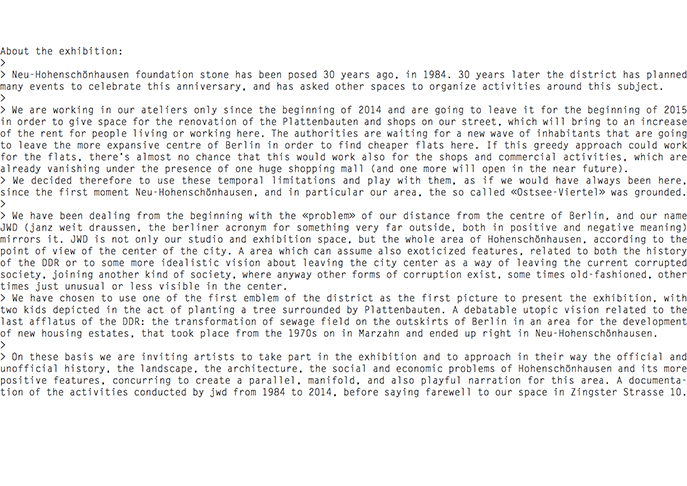 About the exhibition:
>
> Neu-Hohenschönhausen foundation stone has been posed 30 years ago, in 1984. 30 years later the district has planned
many events to celebrate this anniversary, and has asked other spaces to organize activities around this subject.
>
> We are working in our ateliers only since the beginning of 2014 and are going to leave it for the beginning of 2015
in order to give space for the renovation of the Plattenbauten and shops on our street, which will bring to an increase
of the rent for people living or working here. The authorities are waiting for a new wave of inhabitants that are going
to leave the more expansive centre of Berlin in order to find cheaper flats here. If this greedy approach could work
for the flats, there's almost no chance that this would work also for the shops and commercial activities, which are
already vanishing under the presence of one huge shopping mall (and one more will open in the near future).
> We decided therefore to use these temporal limitations and play with them, as if we would have always been here,
since the first moment Neu-Hohenschönhausen, and in particular our area, the so called «Ostsee-Viertel» was grounded.
>
> We have been dealing from the beginning with the «problem» of our distance from the centre of Berlin, and our name
JWD (janz weit draussen, the berliner acronym for something very far outside, both in positive and negative meaning)
mirrors it. JWD is not only our studio and exhibition space, but the whole area of Hohenschönhausen, according to the
point of view of the center of the city. A area which can assume also exoticized features, related to both the history
of the DDR or to some more idealistic vision about leaving the city center as a way of leaving the current corrupted
society, joining another kind of society, where anyway other forms of corruption exist, some times old-fashioned, other
times just unusual or less visible in the center.
> We have chosen to use one of the first emblem of the district as the first picture to present the exhibition, with
two kids depicted in the act of planting a tree surrounded by Plattenbauten. A debatable utopic vision related to the
last afflatus of the DDR: the transformation of sewage field on the outskirts of Berlin in an area for the development
of new housing estates, that took place from the 1970s on in Marzahn and ended up right in Neu-Hohenschönhausen.
>
> On these basis we are inviting artists to take part in the exhibition and to approach in their way the official and
unofficial history, the landscape, the architecture, the social and economic problems of Hohenschönhausen and its more
positive features, concurring to create a parallel, manifold, and also playful narration for this area. A documenta-
tion of the activities conducted by jwd from 1984 to 2014, before saying farewell to our space in Zingster Strasse 10.